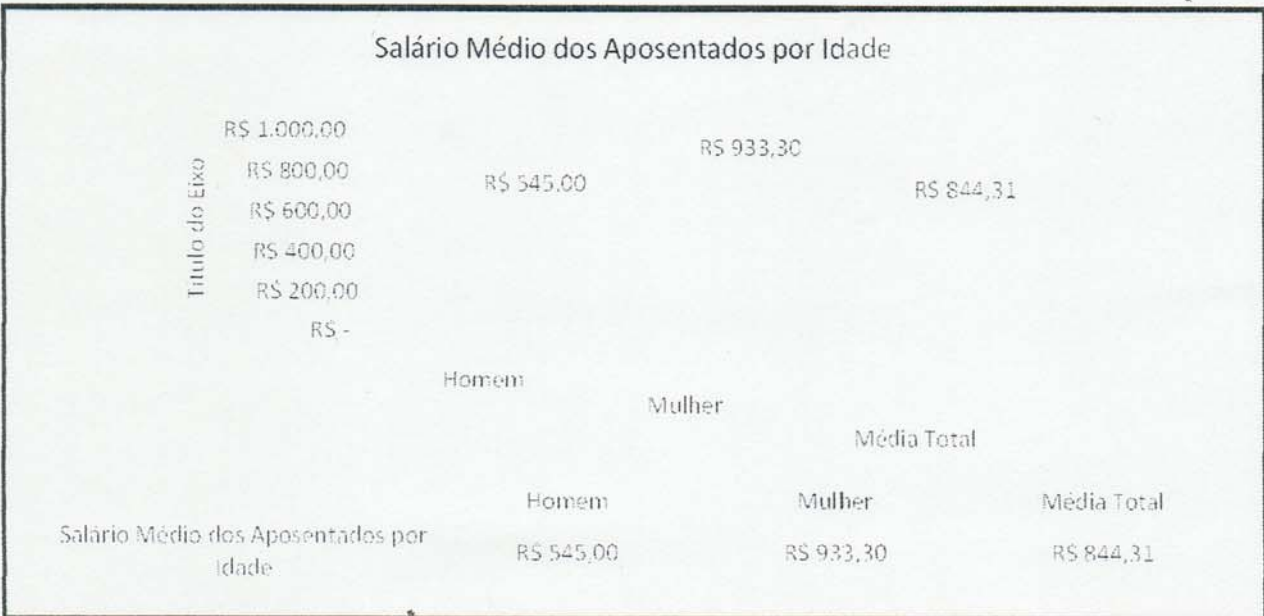 Salário Médio dos Aposentados por Idade
Título do Eixo
R$ 1.000,00
R$ 800,00
R$ 600,00
R$ 400,00
R$ 200,00
R$ -
R$ 545,00
R$ 933,30
R$ 844,31
Homem
Mulher
Média Total
Homem Mulher Média Total
Salário Médio dos Aposentados por
Idade
R$ 545,00 R$ 933,30 R$ 844,31